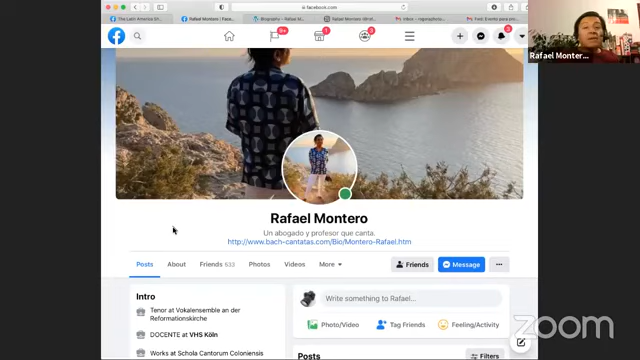 facebook.com
The Latin America
Rafael Montero | Face
Biography - Rafael M
Rafael Montero
9+
Rafael Monter...
Rafael Montero
Un abogado y profesor que canta.
http://www.bach-cantatas.com/Bio/Montero-Rafael.htm
Posts About Friends 532 Photos Videos More
Friends Message
Intro
Tenor at Vokalensemble an der
Reformationskirche
DOCENTE at VHS Köln
Works at Schola Cantorum Coloniensis
Write something to Rafael...
Photo/Video Tag Friends Feeling/Activity
Posts
Filters
zoom